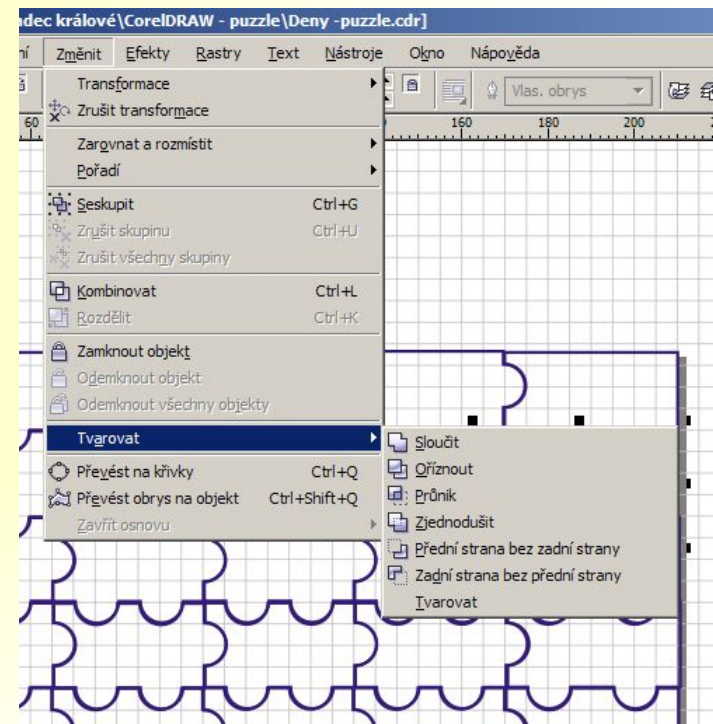 dec králové\CorelDRAW - puzzle\Deny -puzzle.cdr]
ní Změnit Efekty Rastry Text Nástroje Okno Nápověda
Vlas. obrys
60 160 180 200
Transformace
Zrušit transformace
Zarovnat a rozmístit
Pořadí
Seskupit Ctrl+G
Zrušit skupinu Ctrl+U
Zrušit všechny skupiny
Kombinovat Ctrl+L
Rozdělit Ctrl+K
Zamknout objekt
Odemknout objekt
Odemknout všechny objekty
Tvarovat
Převést na křivky Ctrl+Q
Převést obrys na objekt Ctrl+Shift+Q
Zavřít osnovu
Sloučit
Oříznout
Průnik
Zjednodušit
Přední strana bez zadní strany
Zadní strana bez přední strany
Tvarovat